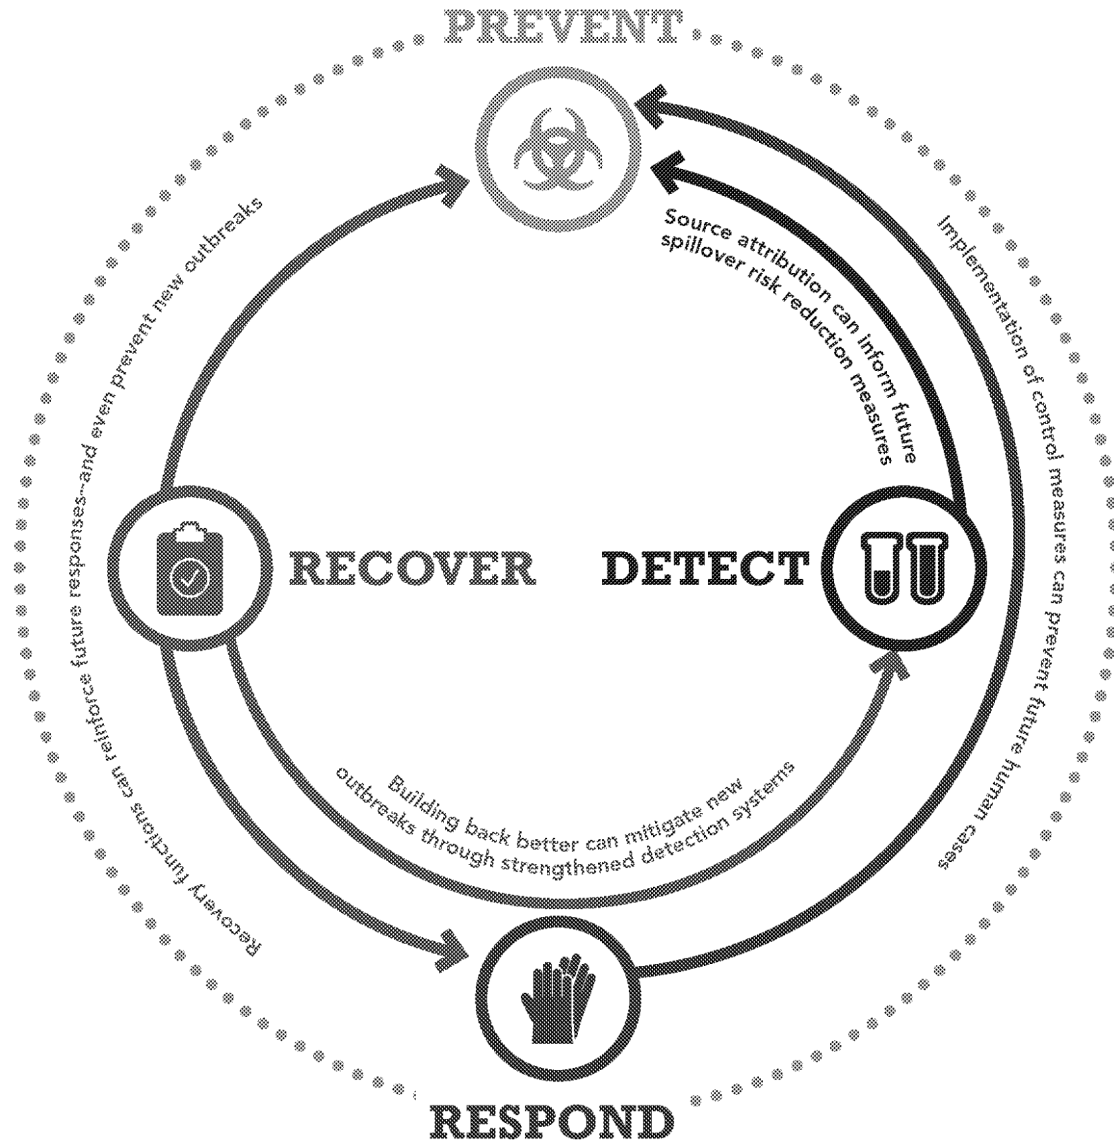 PREVENT
Source attribution can inform future
spillover risk reduction measures
Implementation of control measures can prevent future human cases
Recovery functions can reinforce future responses--and even prevent new outbreaks
RECOVER
DETECT
Building back better can mitigate new
outbreaks through strengthened detection systems
RESPOND